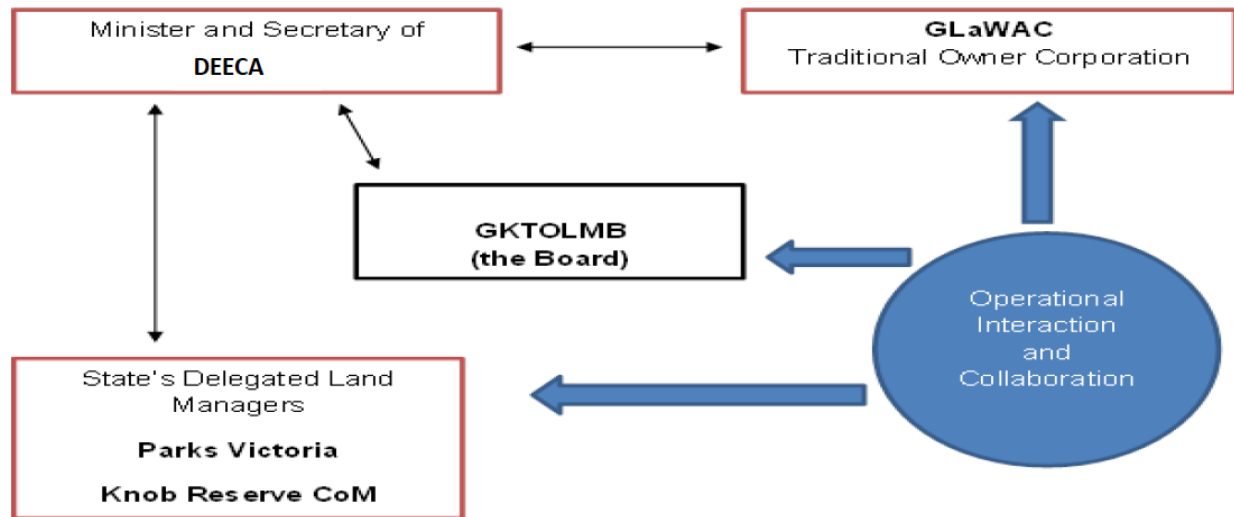 Minister and Secretary of
DEECA
GLaWAC
Traditional Owner Corporation
GKTOLMB
(the Board)
Operational
Interaction
and
Collaboration
State's Delegated Land
Managers
Parks Victoria
Knob Reserve CoM